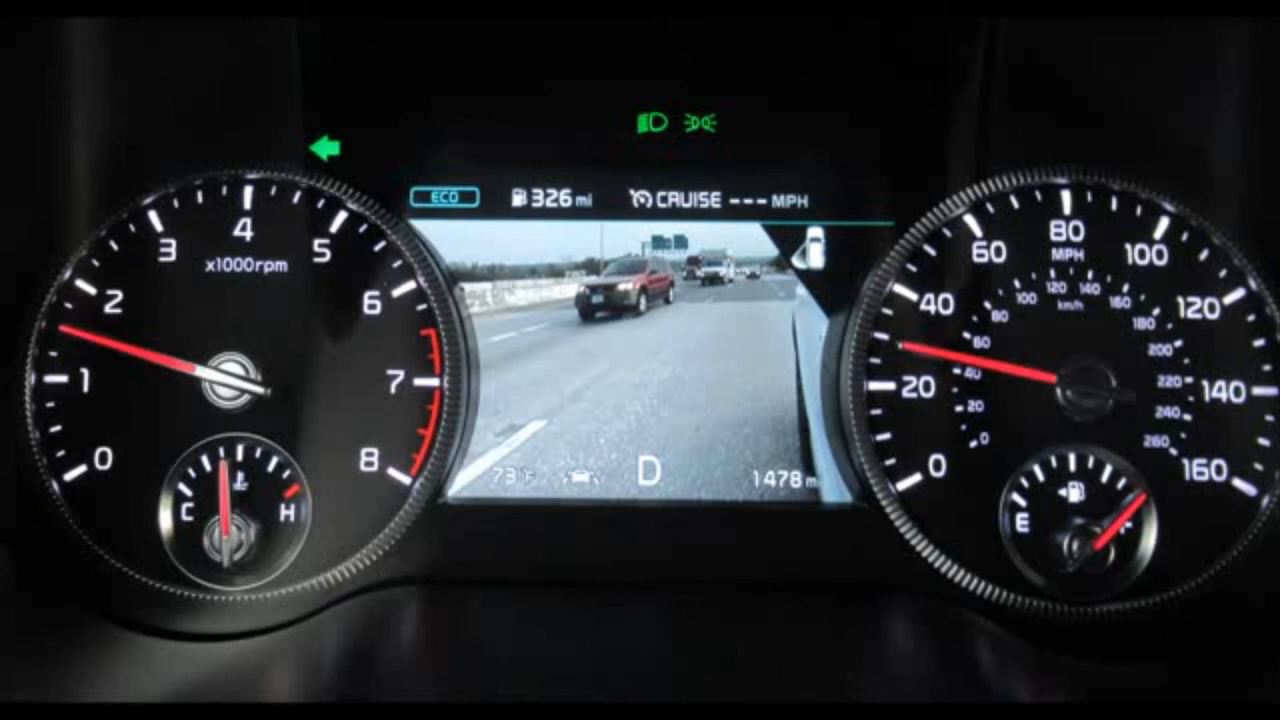 ECO 326 mi CRUISE --- MPH
0 1 2 3 4 5 6 7 8
x1000rpm
C H
73°F D 1478 m
0 20 40 60 80 100 120 140 160
MPH
0 20 40 60 80 100 120 140 160 180 200 220 240 260
km/h
E